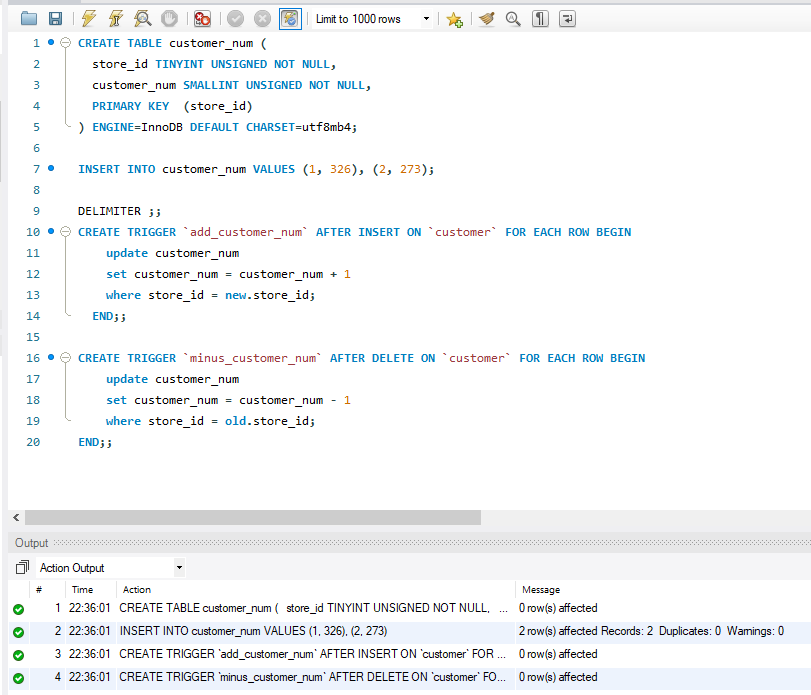 Limit to 1000 rows
1 CREATE TABLE customer_num (
2 store_id TINYINT UNSIGNED NOT NULL,
3 customer_num SMALLINT UNSIGNED NOT NULL,
4 PRIMARY KEY  (store_id)
5 ) ENGINE=InnoDB DEFAULT CHARSET=utf8mb4;
6
7 INSERT INTO customer_num VALUES (1, 326), (2, 273);
8
9 DELIMITER ;;
10 CREATE TRIGGER `add_customer_num` AFTER INSERT ON `customer` FOR EACH ROW BEGIN
11 update customer_num
12 set customer_num = customer_num + 1
13 where store_id = new.store_id;
14 END;;
15
16 CREATE TRIGGER `minus_customer_num` AFTER DELETE ON `customer` FOR EACH ROW BEGIN
17 update customer_num
18 set customer_num = customer_num - 1
19 where store_id = old.store_id;
20 END;;
Output
Action Output
# Time Action Message
1 22:36:01 CREATE TABLE customer_num (   store_id TINYINT UNSIGNED NOT NULL,   ... 0 row(s) affected
2 22:36:01 INSERT INTO customer_num VALUES (1, 326), (2, 273) 2 row(s) affected Records: 2  Duplicates: 0  Warnings: 0
3 22:36:01 CREATE TRIGGER `add_customer_num` AFTER INSERT ON `customer` FOR ... 0 row(s) affected
4 22:36:01 CREATE TRIGGER `minus_customer_num` AFTER DELETE ON `customer` FO... 0 row(s) affected